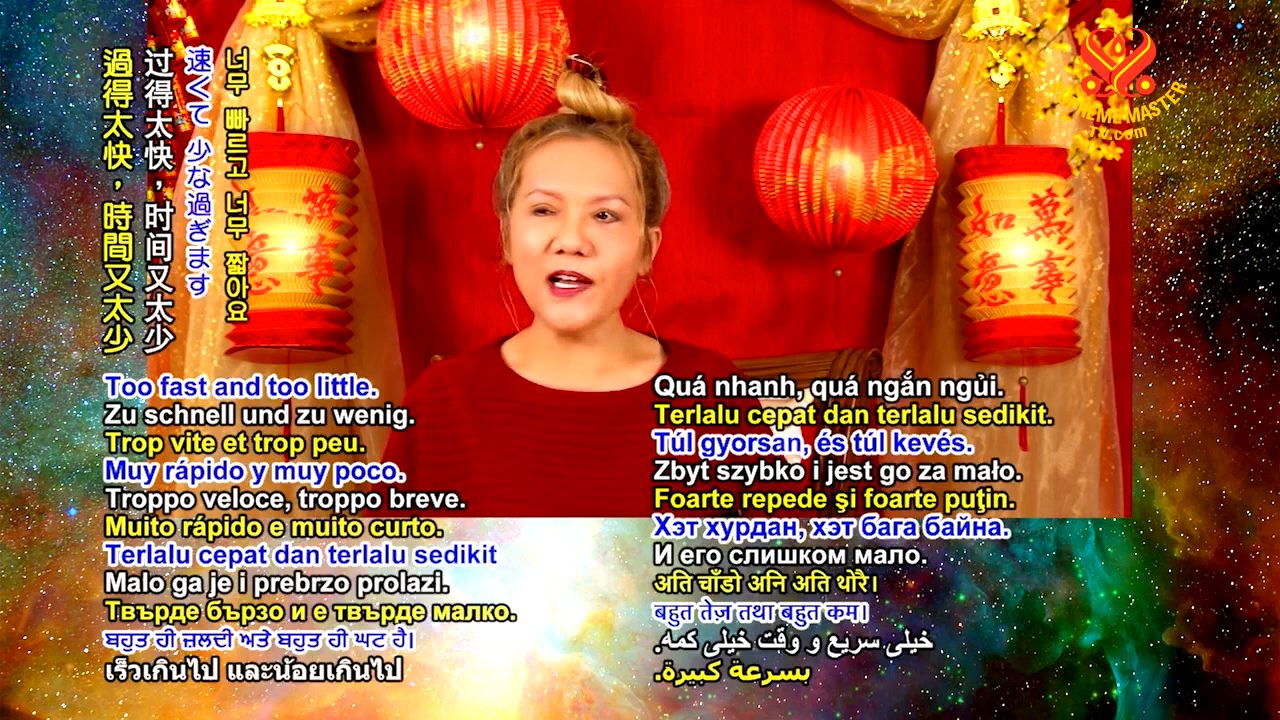 過得太快，時間又太少
过得太快，时间又太少
速くて 少な過ぎます
너무 빠르고 너무 짧아요
MASTER
TV.com
萬事
如意
Too fast and too little.
Zu schnell und zu wenig.
Trop vite et trop peu.
Muy rápido y muy poco.
Troppo veloce, troppo breve.
Muito rápido e muito curto.
Terlalu cepat dan terlalu sedikit
Malo ga je i prebrzo prolazi.
Твърде бързо и е твърде малко.
ਬਹੁਤ ਹੀ ਜ਼ਲਦੀ ਅਤੇ ਬਹੁਤ ਹੀ ਘਟ ਹੈ।
เร็วเกินไป และน้อยเกินไป
Quá nhanh, quá ngắn ngủi.
Terlalu cepat dan terlalu sedikit.
Túl gyorsan, és túl kevés.
Zbyt szybko i jest go za mało.
Foarte repede şi foarte puţin.
Хэт хурдан, хэт бага байна.
И его слишком мало.
अति चाँडो अनि अति थोरै।
बहुत तेज़ तथा बहुत कम।
خیلی سریع و وقت خیلی کمه.
بسرعة كبيرة.